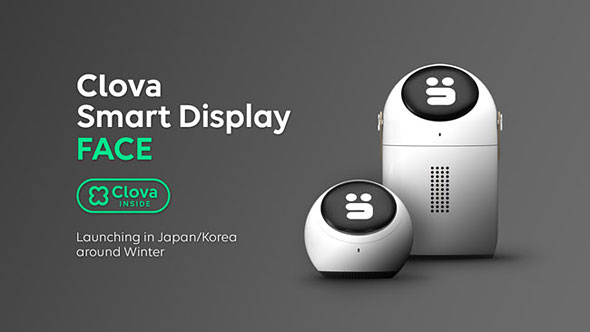 Clova
Smart Display
FACE
Clova
INSIDE
Launching in Japan/Korea
around Winter